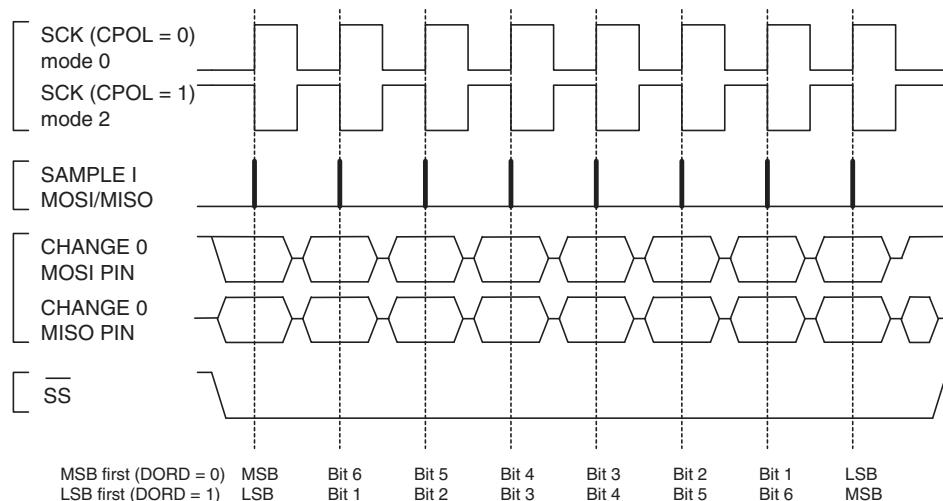 SCK (CPOL = 0)
mode 0
SCK (CPOL = 1)
mode 2
SAMPLE I
MOSI/MISO
CHANGE 0
MOSI PIN
CHANGE 0
MISO PIN
SS
MSB first (DORD = 0) MSB Bit 6 Bit 5 Bit 4 Bit 3 Bit 2 Bit 1 LSB
LSB first (DORD = 1) LSB Bit 1 Bit 2 Bit 3 Bit 4 Bit 5 Bit 6 MSB